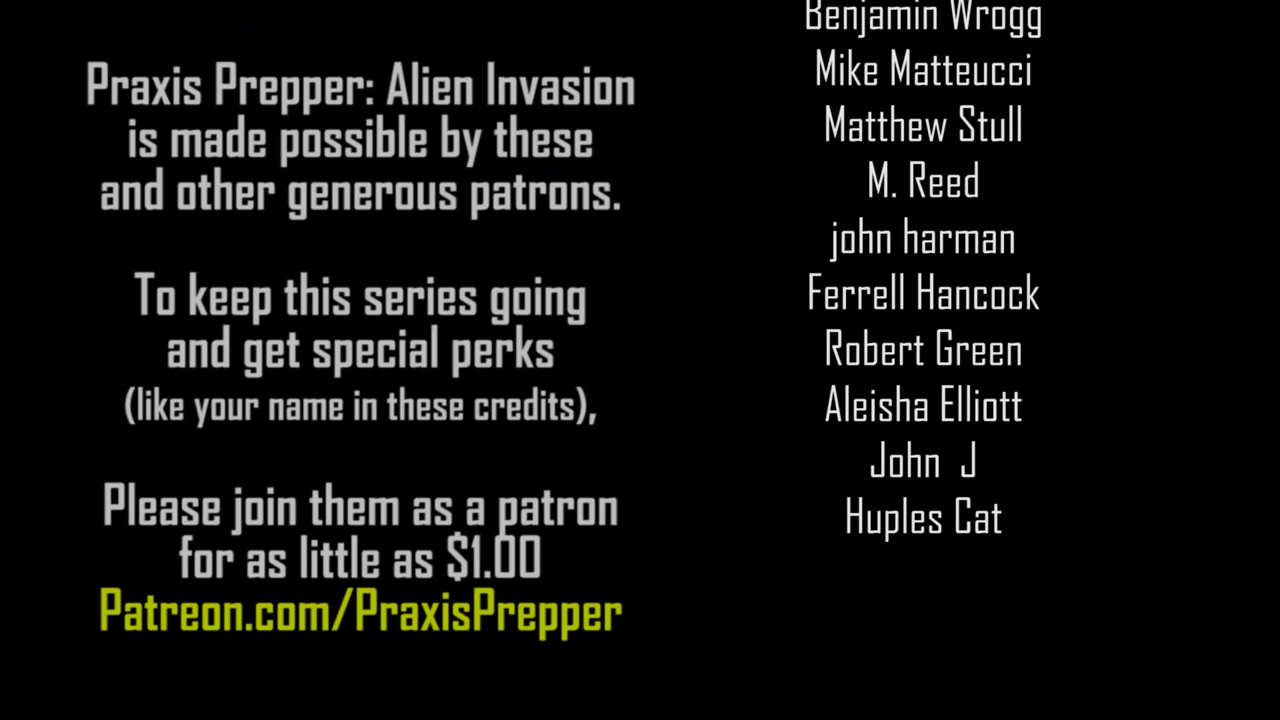 Praxis Prepper: Alien Invasion
is made possible by these
and other generous patrons.
To keep this series going
and get special perks
(like your name in these credits),
Please join them as a patron
for as little as $1.00
Patreon.com/PraxisPrepper
Benjamin Wrogg
Mike Matteucci
Matthew Stull
M. Reed
john harman
Ferrell Hancock
Robert Green
Aleisha Elliott
John  J
Huples Cat